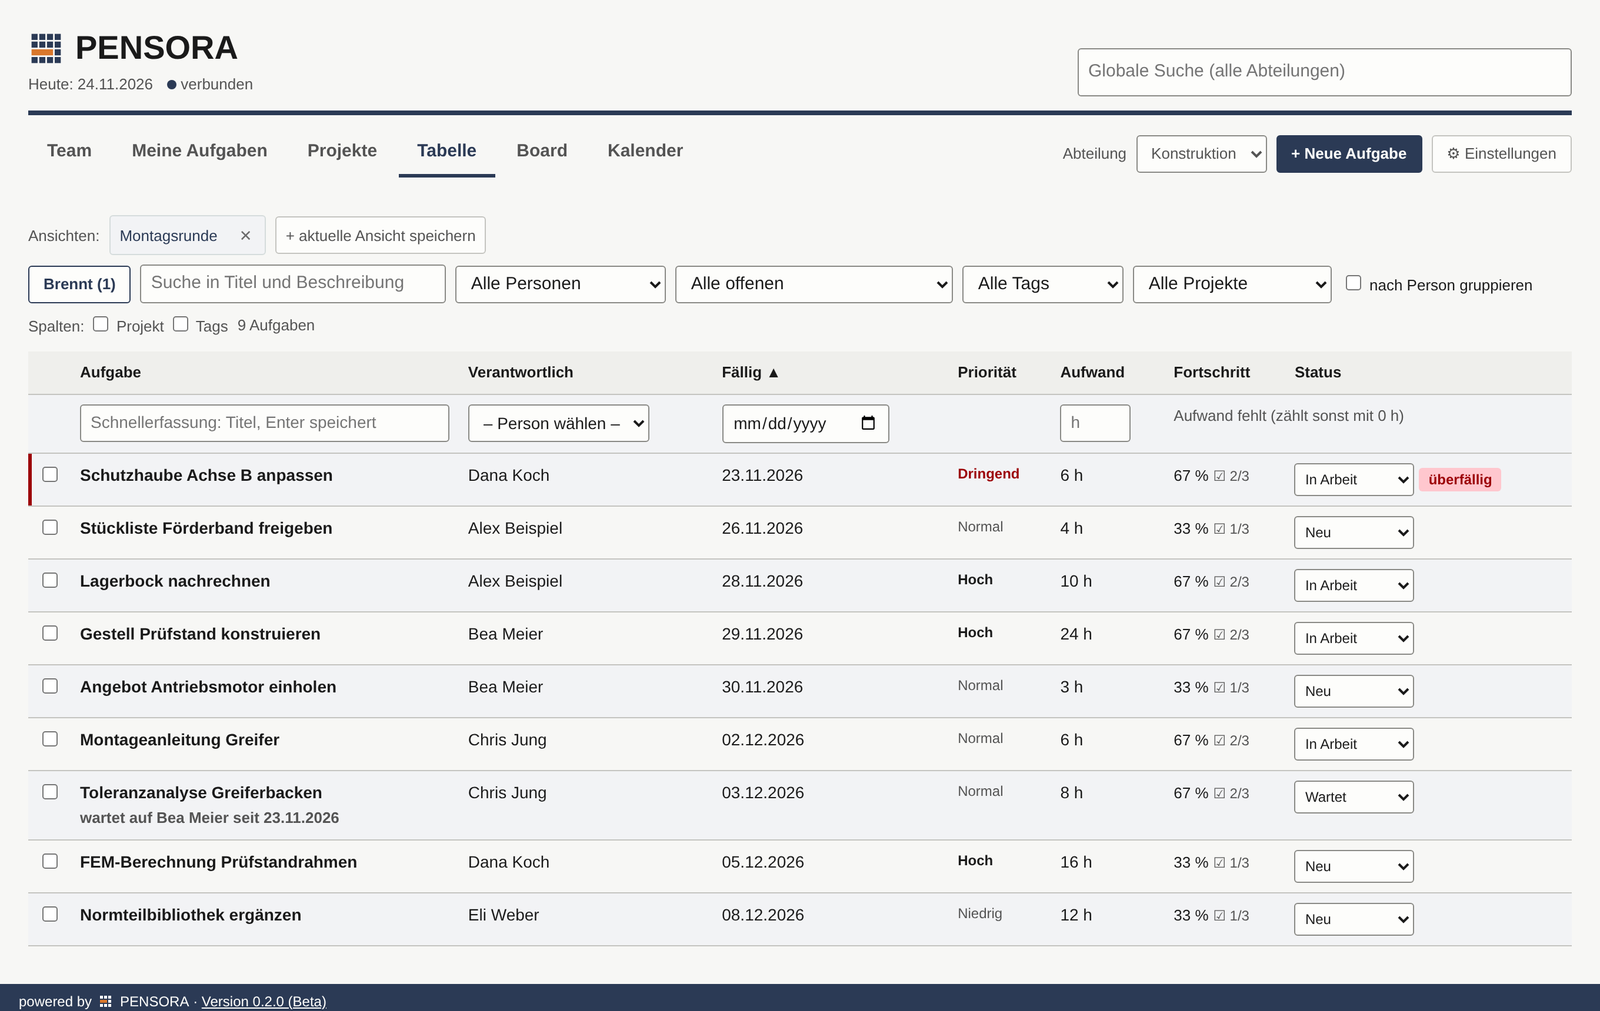 PENSORA
Heute: 24.11.2026 verbunden
Globale Suche (alle Abteilungen)
Team Meine Aufgaben Projekte Tabelle Board Kalender
Abteilung Konstruktion + Neue Aufgabe ⚙ Einstellungen
Ansichten: Montagsrunde ✕ + aktuelle Ansicht speichern
Brennt (1) Suche in Titel und Beschreibung Alle Personen Alle offenen Alle Tags Alle Projekte nach Person gruppieren
Spalten: Projekt Tags 9 Aufgaben
Aufgabe Verantwortlich Fällig ▲ Priorität Aufwand Fortschritt Status
Schnellerfassung: Titel, Enter speichert – Person wählen – mm/dd/yyyy h Aufwand fehlt (zählt sonst mit 0 h)
Schutzhaube Achse B anpassen Dana Koch 23.11.2026 Dringend 6 h 67 % ☑ 2/3 In Arbeit überfällig
Stückliste Förderband freigeben Alex Beispiel 26.11.2026 Normal 4 h 33 % ☑ 1/3 Neu
Lagerbock nachrechnen Alex Beispiel 28.11.2026 Hoch 10 h 67 % ☑ 2/3 In Arbeit
Gestell Prüfstand konstruieren Bea Meier 29.11.2026 Hoch 24 h 67 % ☑ 2/3 In Arbeit
Angebot Antriebsmotor einholen Bea Meier 30.11.2026 Normal 3 h 33 % ☑ 1/3 Neu
Montageanleitung Greifer Chris Jung 02.12.2026 Normal 6 h 67 % ☑ 2/3 In Arbeit
Toleranzanalyse Greiferbacken Chris Jung 03.12.2026 Normal 8 h 67 % ☑ 2/3 Wartet
wartet auf Bea Meier seit 23.11.2026
FEM-Berechnung Prüfstandrahmen Dana Koch 05.12.2026 Hoch 16 h 33 % ☑ 1/3 Neu
Normteilbibliothek ergänzen Eli Weber 08.12.2026 Niedrig 12 h 33 % ☑ 1/3 Neu
powered by PENSORA · Version 0.2.0 (Beta)